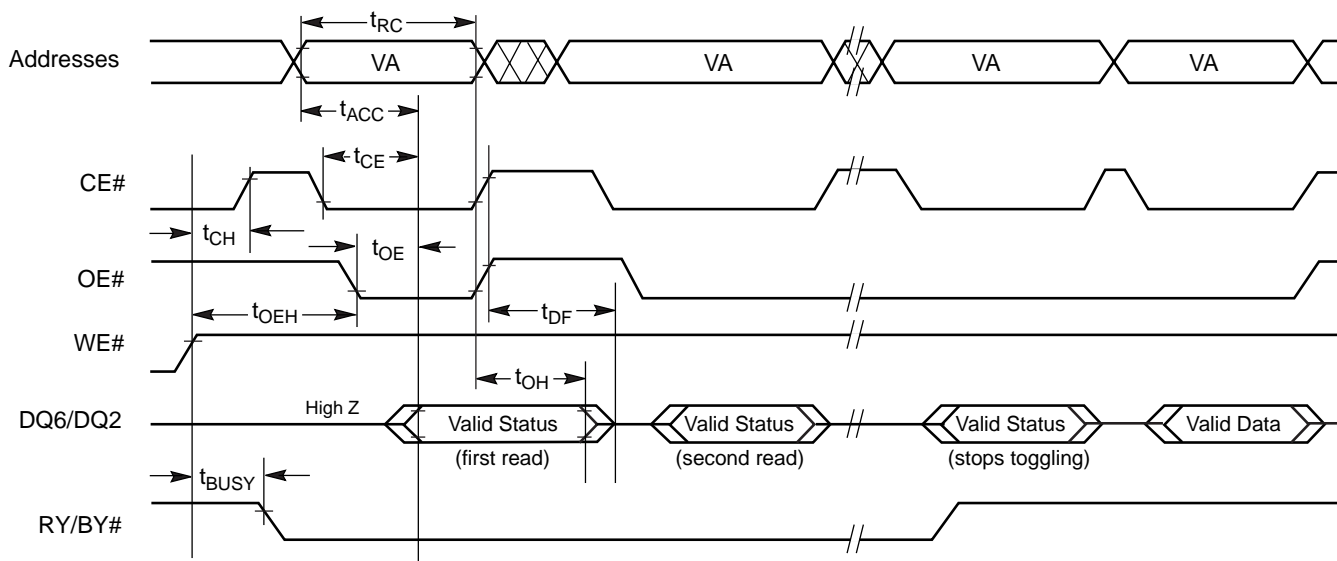 tRC
Addresses VA VA VA VA
tACC
tCE
CE#
tCH tOE
OE#
tOEH tDF
WE#
tOH
DQ6/DQ2 High Z Valid Status Valid Status Valid Status Valid Data
(first read) (second read) (stops toggling)
tBUSY
RY/BY#